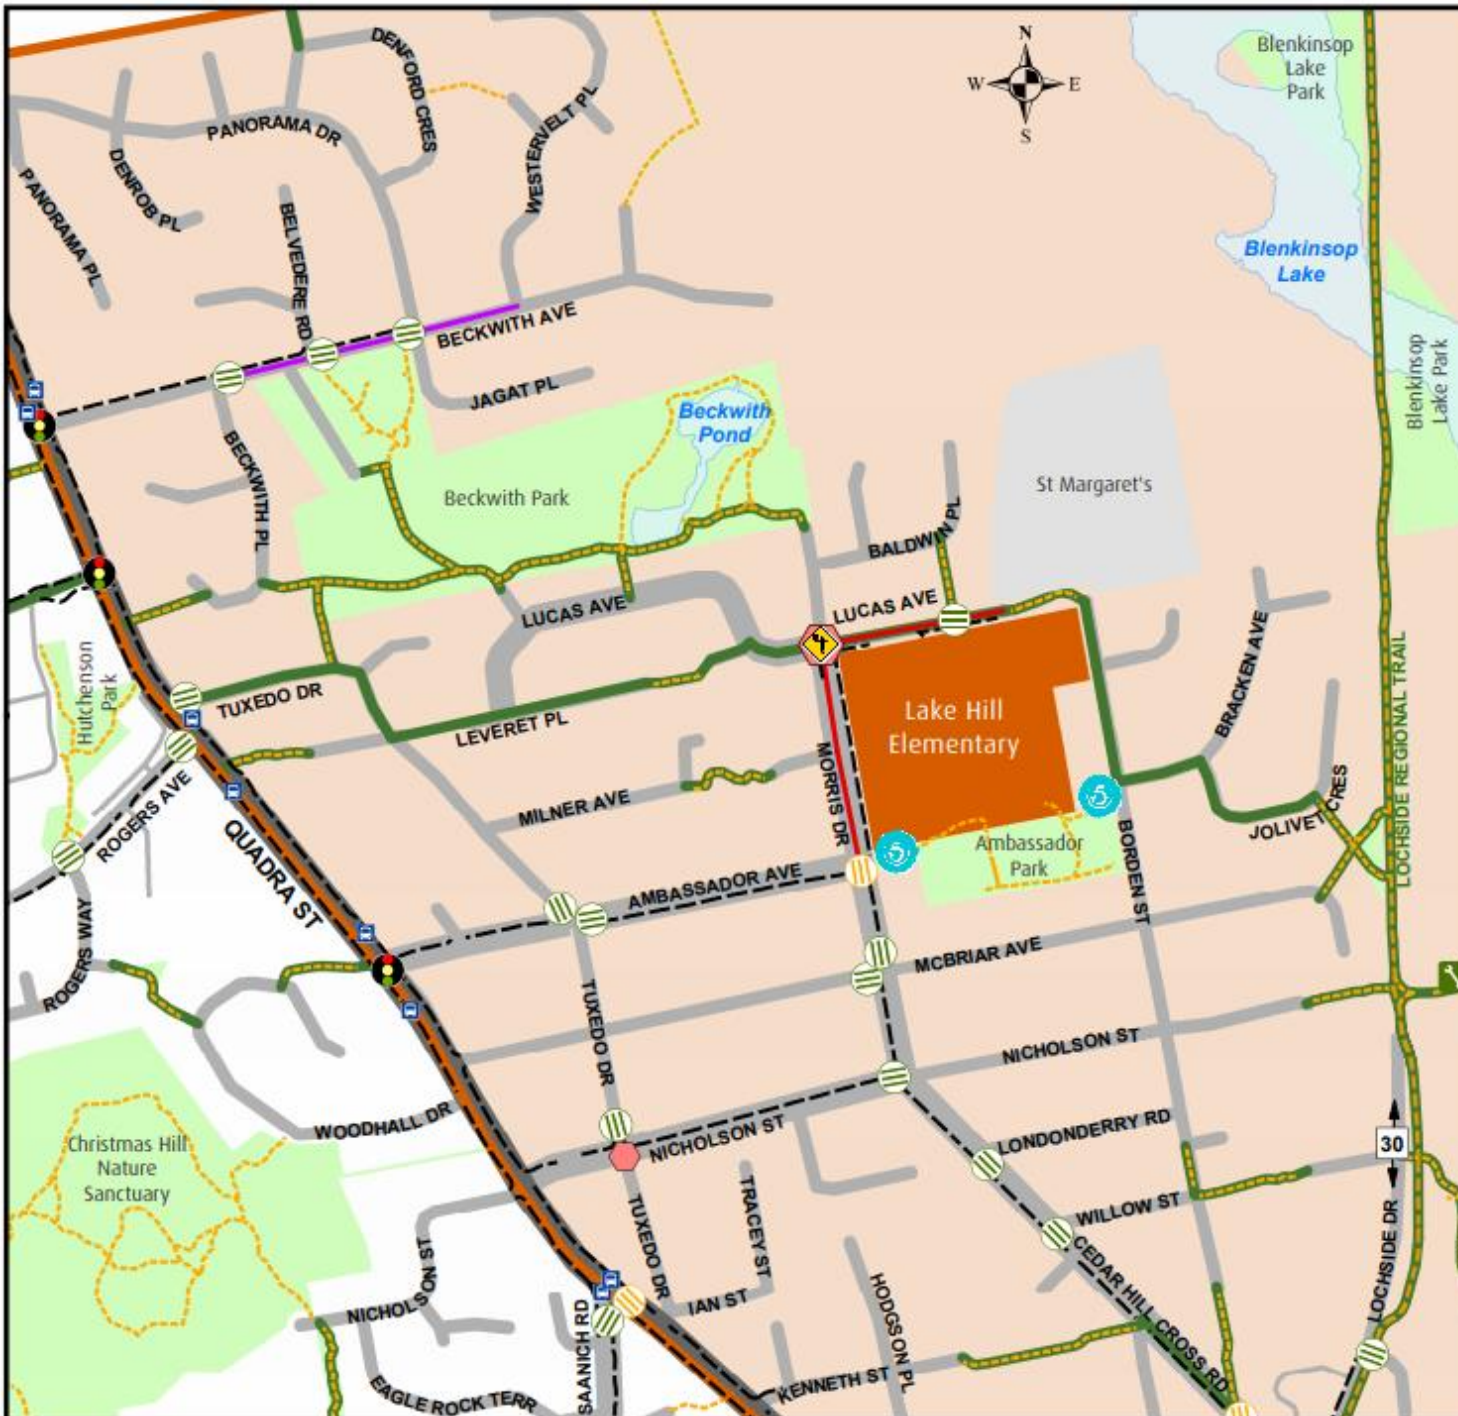 DENFORD CRES
N
W
E
S
Blenkinsop
Lake
Park
PANORAMA DR
WESTERVELT PL
DENROB PL
PANORAMA PL
BELVEDERE RD
Blenkinsop
Lake
BECKWITH AVE
Blenkinsop
Lake Park
JAGAT PL
Beckwith
Pond
BECKWITH PL
Beckwith Park
St Margaret's
BALDWIN PL
LUCAS AVE
LUCAS AVE
BRACKEN AVE
Hutchenson
Park
TUXEDO DR
LEVERET PL
Lake Hill
Elementary
LOCHSIDE REGIONAL TRAIL
MORRIS DR
MILNER AVE
5
5
ROGERS AVE
QUADRA ST
JOLIVET CRES
Ambassador
Park
BORDEN ST
AMBASSADOR AVE
ROGERS WAY
MCBRIAR AVE
TUXEDO DR
NICHOLSON ST
WOODHALL DR
NICHOLSON ST
LONDONDERRY RD
30
Christmas Hill
Nature
Sanctuary
TRACEY ST
TUXEDO DR
WILLOW ST
NICHOLSON ST
IAN ST
HODGSON PL
CEDAR HILL CROSS RD
LOCHSIDE DR
SAANICH RD
KENNETH ST
EAGLE ROCK TERR